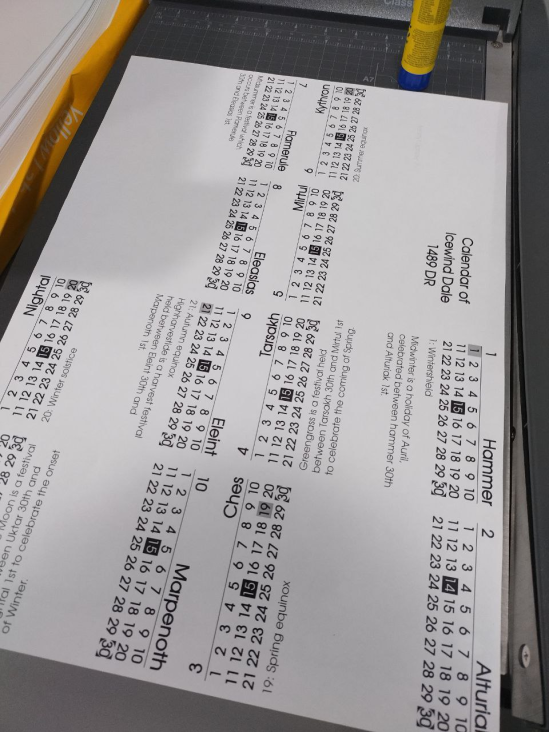 Calendar of
Icewind Dale
1489 DR
1 Hammer
1 2 3 4 5 6 7 8 9 10
11 12 13 14 15 16 17 18 19 20
21 22 23 24 25 26 27 28 29 30
1: Wintershield
Midwinter is a holiday of Auril,
celebrated between hammer 30th
and Alturiak 1st.
2 Alturia
1 2 3 4 5 6 7 8 9 10
11 12 13 14 15 16 17 18 19 20
21 22 23 24 25 26 27 28 29 30
3 Ches
1 2 3 4 5 6 7 8 9 10
11 12 13 14 15 16 17 18 19 20
21 22 23 24 25 26 27 28 29 30
19: Spring equinox
4 Tarsakh
1 2 3 4 5 6 7 8 9 10
11 12 13 14 15 16 17 18 19 20
21 22 23 24 25 26 27 28 29 30
Greengrass is a festival held
between Tarsakh 30th and Mirtul 1st
to celebrate the coming of Spring.
5 Mirtul
1 2 3 4 5 6 7 8 9 10
11 12 13 14 15 16 17 18 19 20
21 22 23 24 25 26 27 28 29 30
6 Kythron
1 2 3 4 5 6 7 8 9 10
11 12 13 14 15 16 17 18 19 20
21 22 23 24 25 26 27 28 29 30
20: Summer equinox
7 Flamerule
1 2 3 4 5 6 7 8 9 10
11 12 13 14 15 16 17 18 19 20
21 22 23 24 25 26 27 28 29 30
Midsummer is a festival which
occurs between Flamerule
30th and Eleasias 1st.
8 Eleasias
1 2 3 4 5 6 7 8 9 10
11 12 13 14 15 16 17 18 19 20
21 22 23 24 25 26 27 28 29 30
9 Eleint
1 2 3 4 5 6 7 8 9 10
11 12 13 14 15 16 17 18 19 20
21 22 23 24 25 26 27 28 29 30
21: Autumn equinox
Highharvestide is a harvest festival
held between Eleint 30th and
Marpenoth 1st.
10 Marpenoth
1 2 3 4 5 6 7 8 9 10
11 12 13 14 15 16 17 18 19 20
21 22 23 24 25 26 27 28 29 30
20
28 29 30
Moon is a festival
Uktar 30th and
1st to celebrate the onset
of Winter.
Nightal
1 2 3 4 5 6 7 8 9 10
11 12 13 14 15 16 17 18 19 20
21 22 23 24 25 26 27 28 29 30
20: Winter solstice